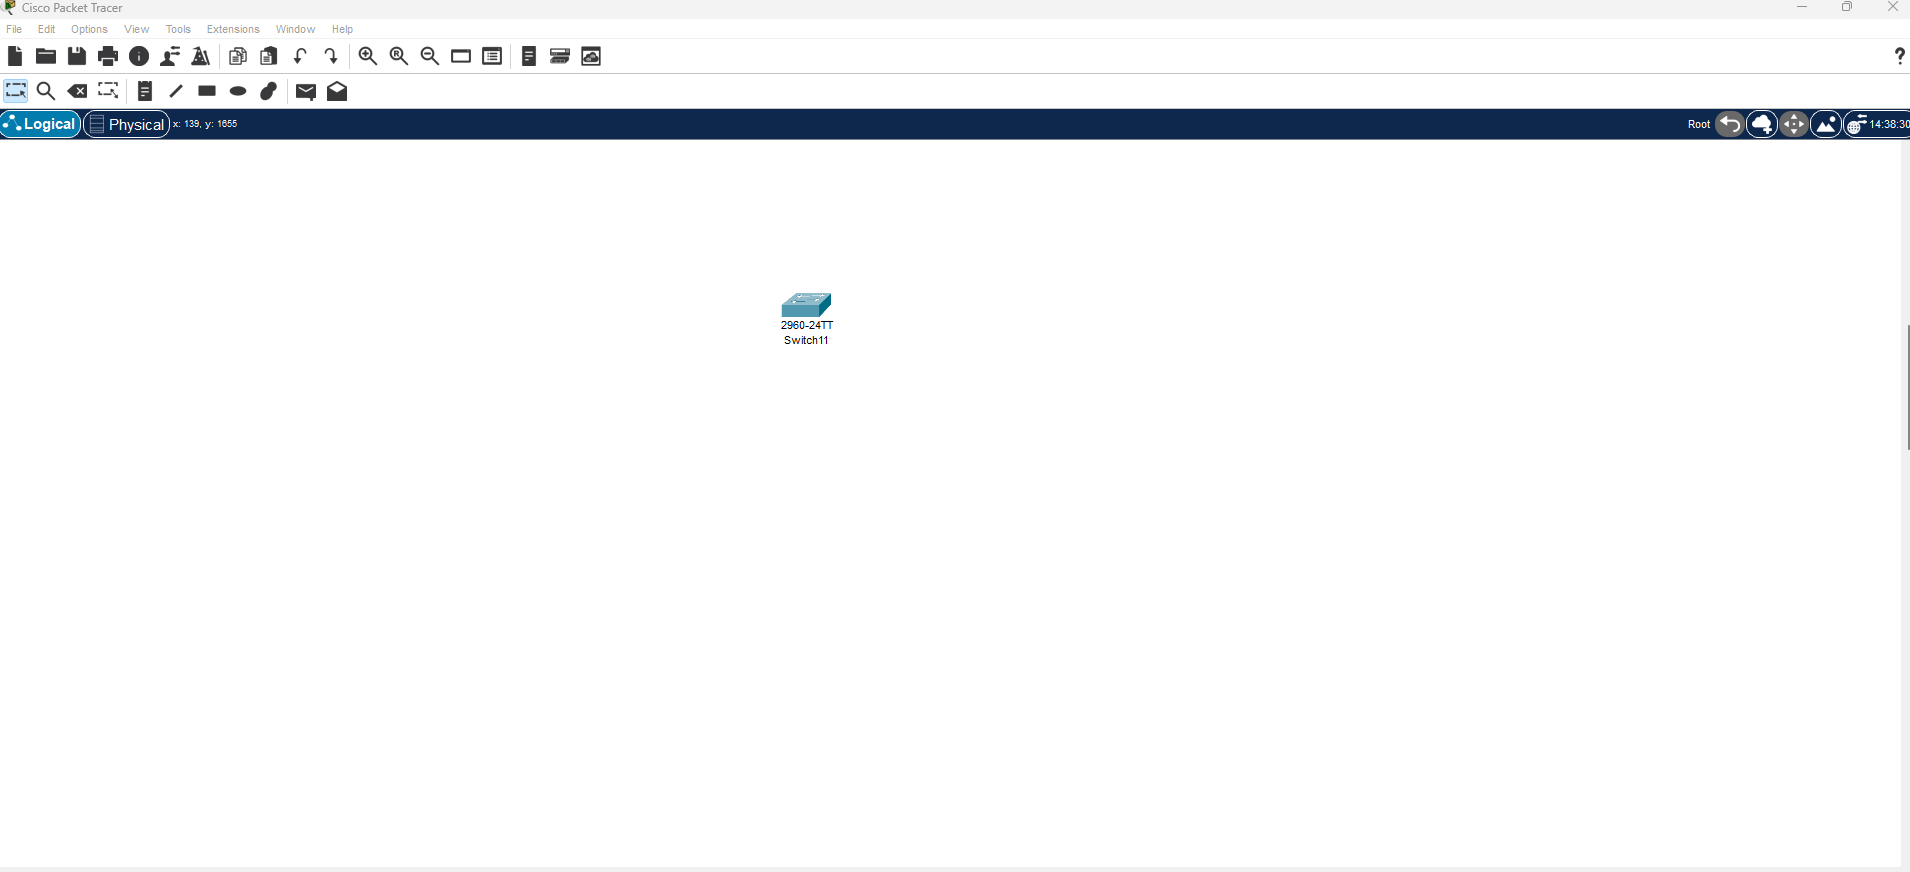 Cisco Packet Tracer
File Edit Options View Tools Extensions Window Help
Logical Physical x: 139, y: 1655 Root 14:38:30
2960-24TT
Switch11